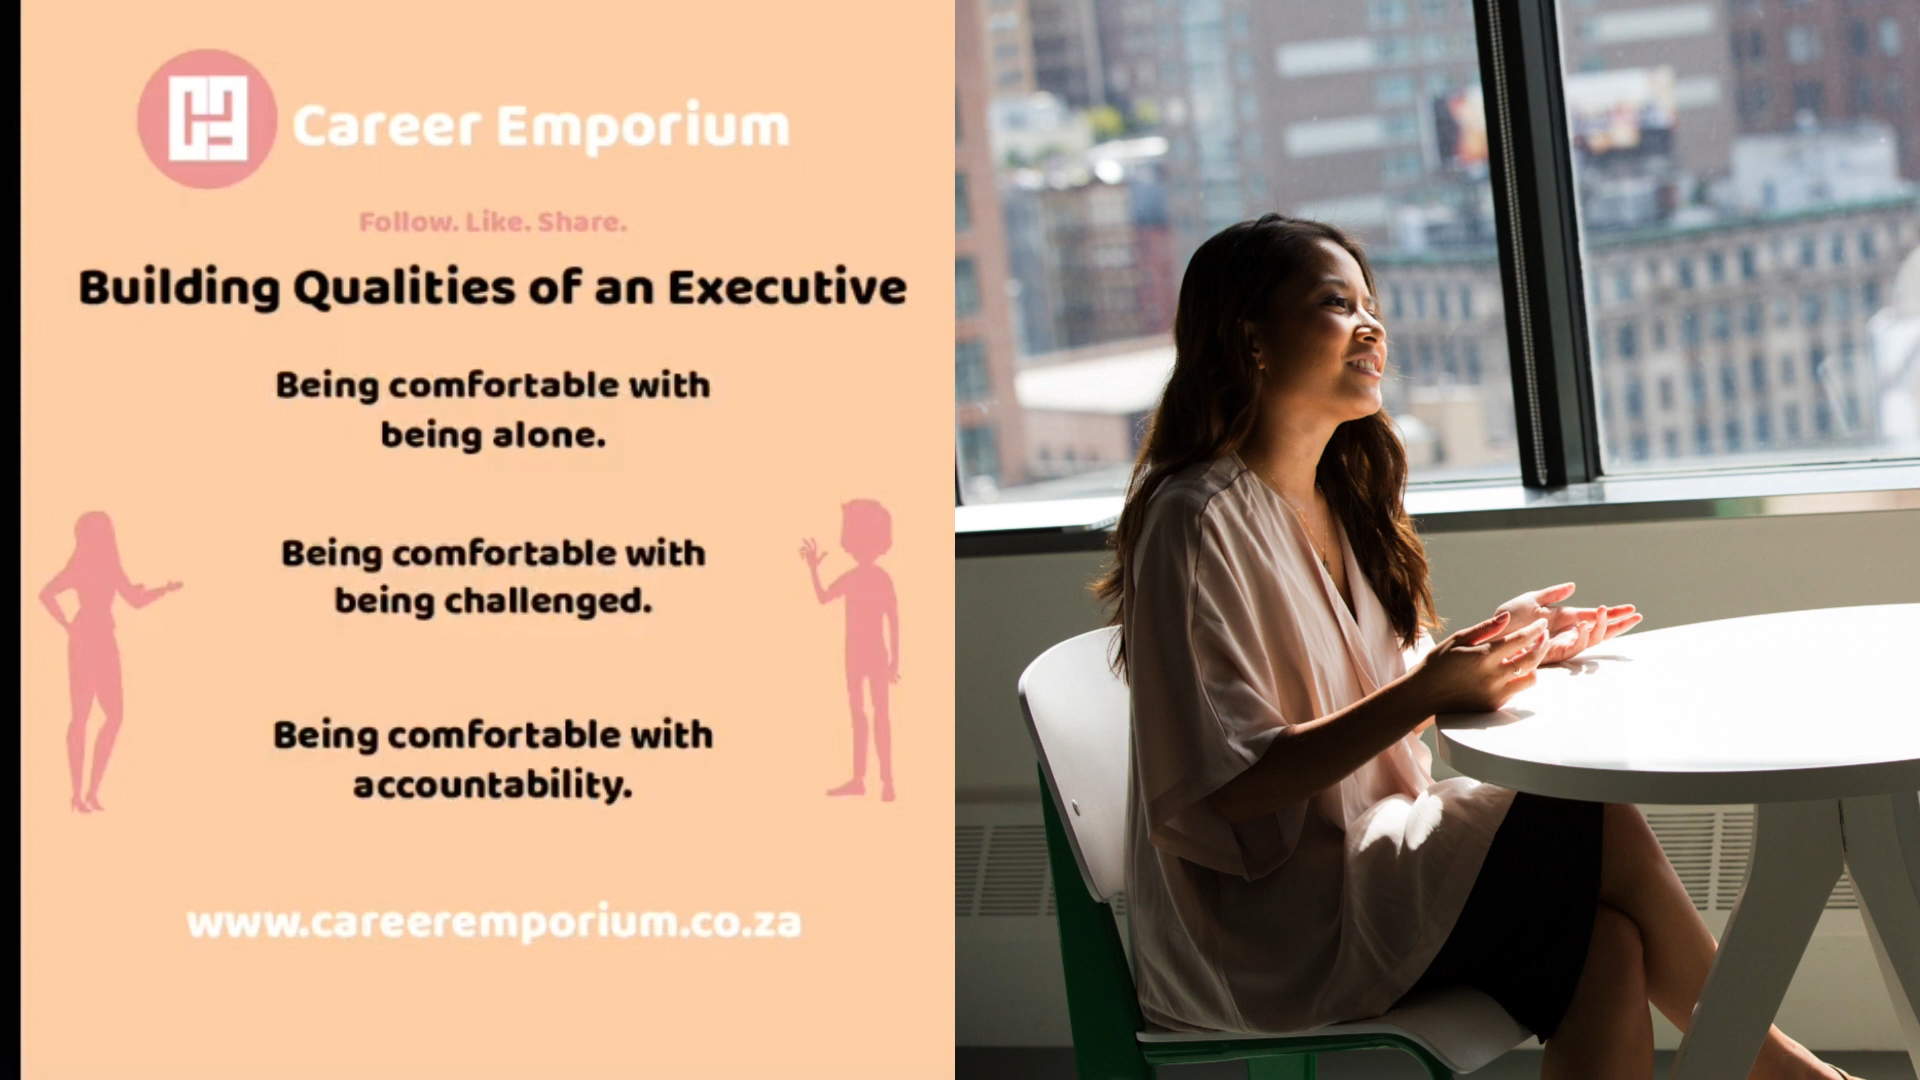 Career Emporium
Follow. Like. Share.
Building Qualities of an Executive
Being comfortable with
being alone.
Being comfortable with
being challenged.
Being comfortable with
accountability.
www.careeremporium.co.za